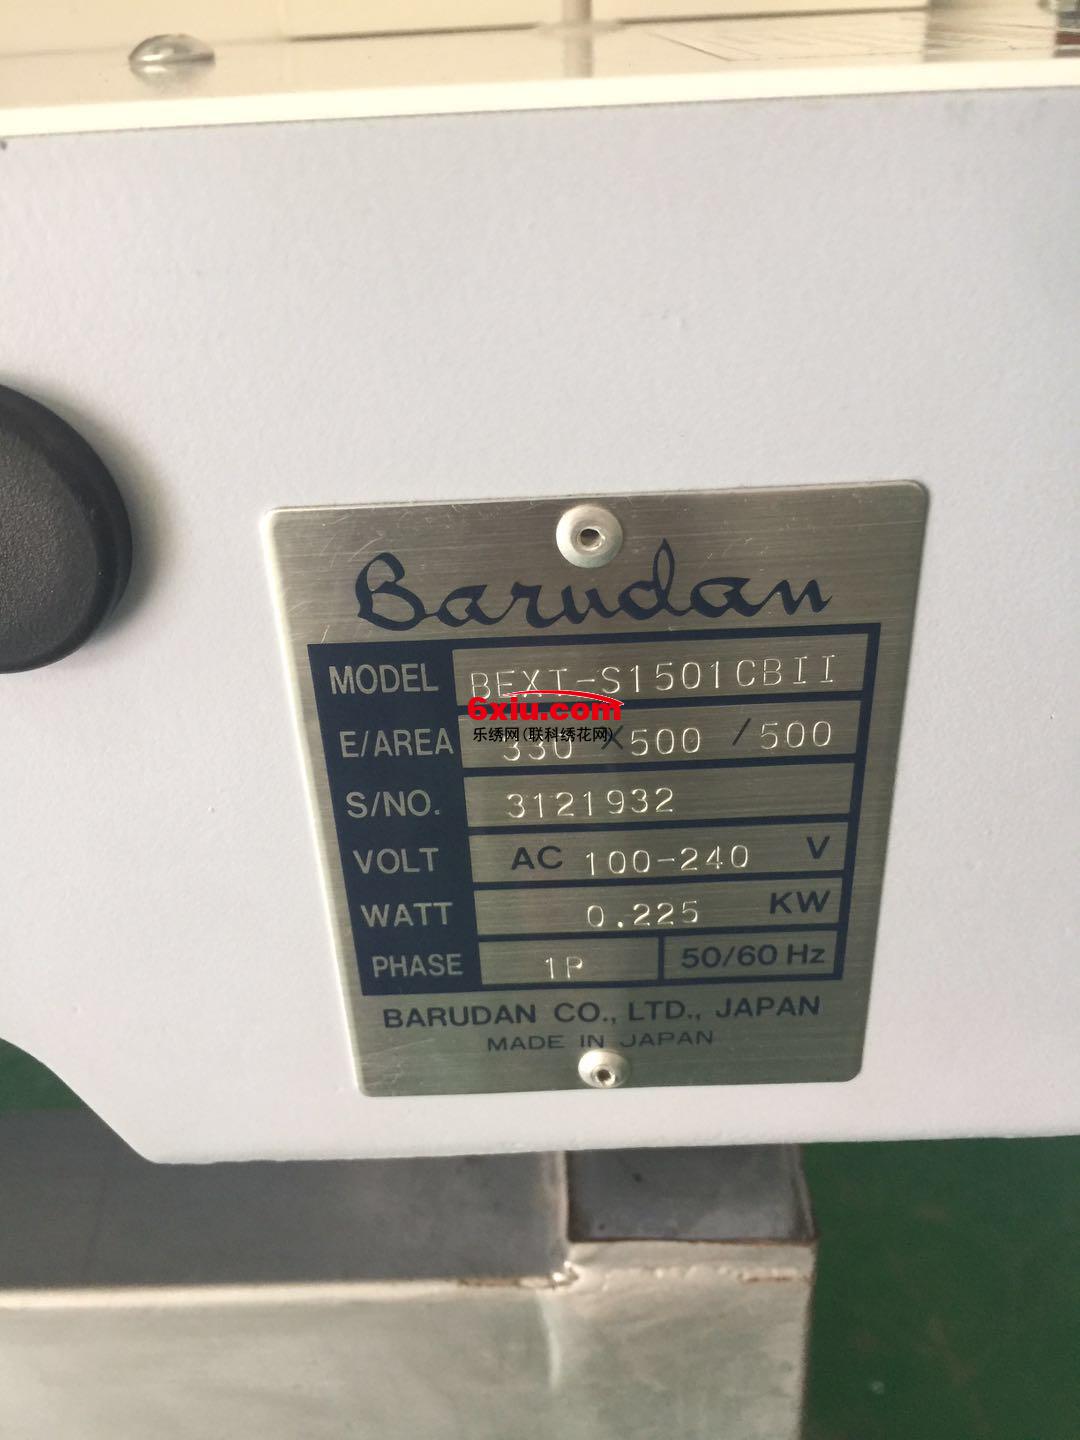 Barudan
MODEL BEXT-S1501CBII
6xiu.com
乐绣网(联科绣花网)
E/AREA 330 X 500 / 500
S/NO. 3121932
VOLT AC 100-240 V
WATT 0.225 KW
PHASE 1P 50/60 Hz
BARUDAN CO., LTD., JAPAN
MADE IN JAPAN